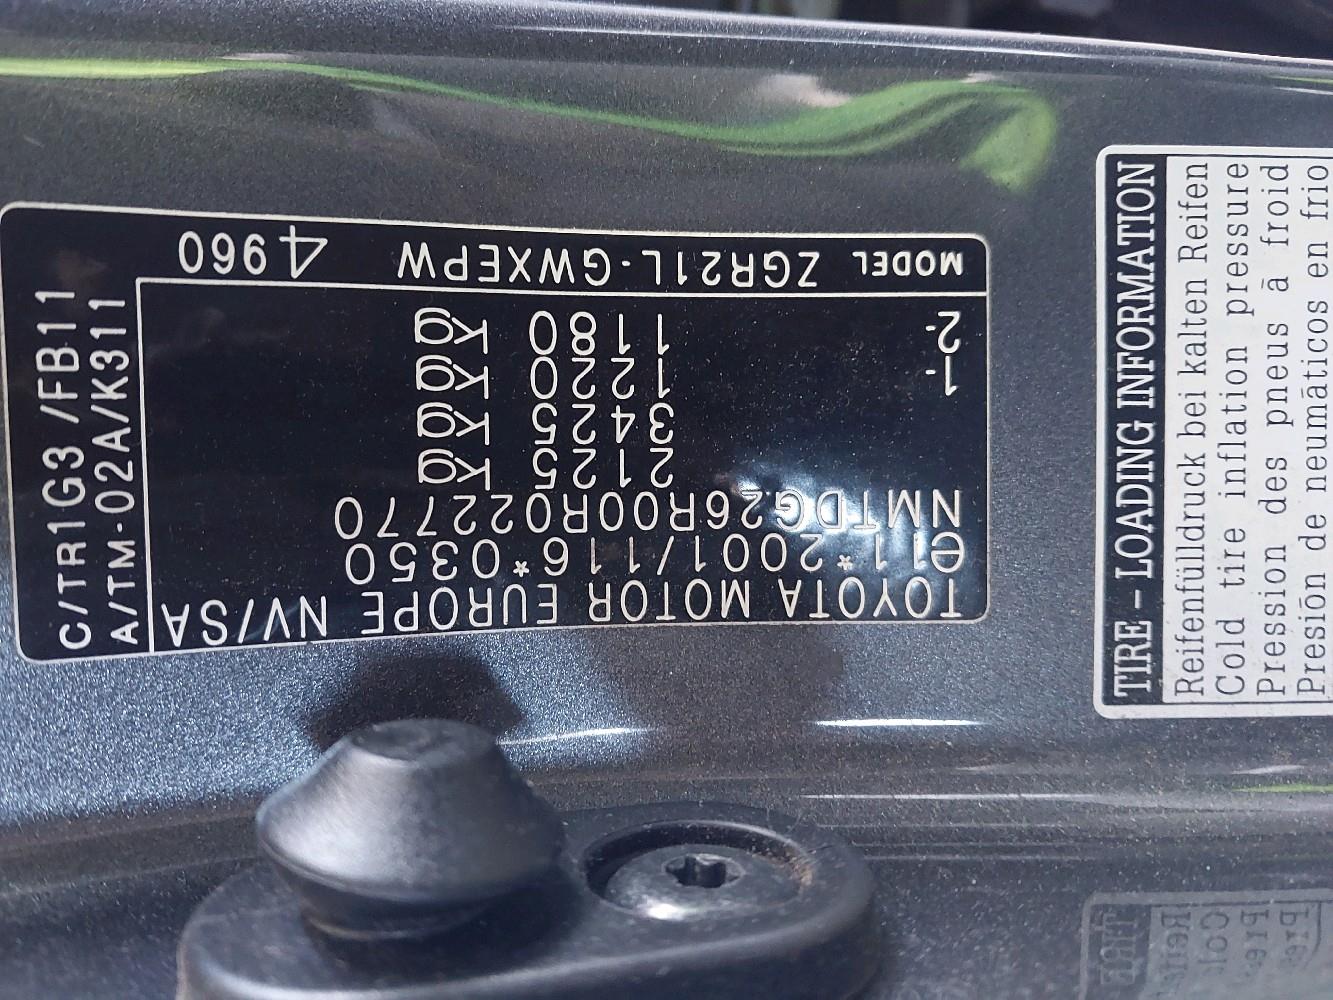 TOYOTA MOTOR EUROPE NV/SA
e11*2001/116*0350
NMTDG26R00R022770
2125 kg
3425 kg
1- 1220 kg
2- 1180 kg
MODEL ZGR21L-GWXEPW 4960
C/TR1G3 /FB11
A/TM-02A/K311
TIRE – LOADING INFORMATION
Reifenfülldruck bei kalten Reifen
Cold tire inflation pressure
Pression des pneus à froid
Presión de neumáticos en frio